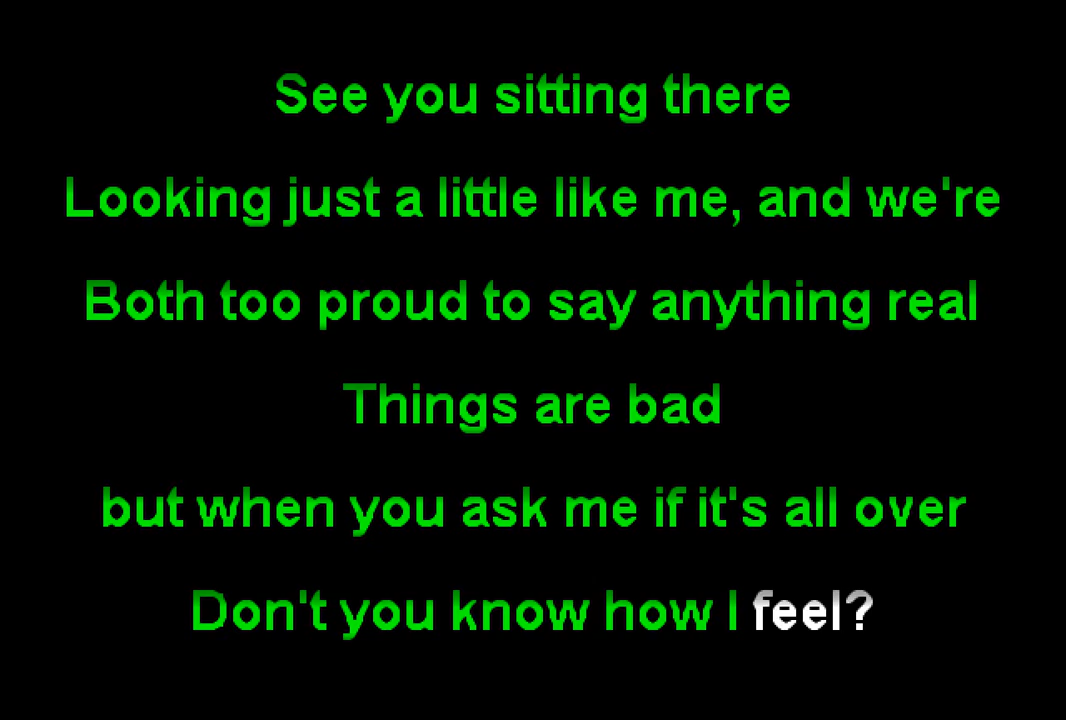 See you sitting there
Looking just a little like me, and we're
Both too proud to say anything real
Things are bad
but when you ask me if it's all over
Don't you know how I feel?